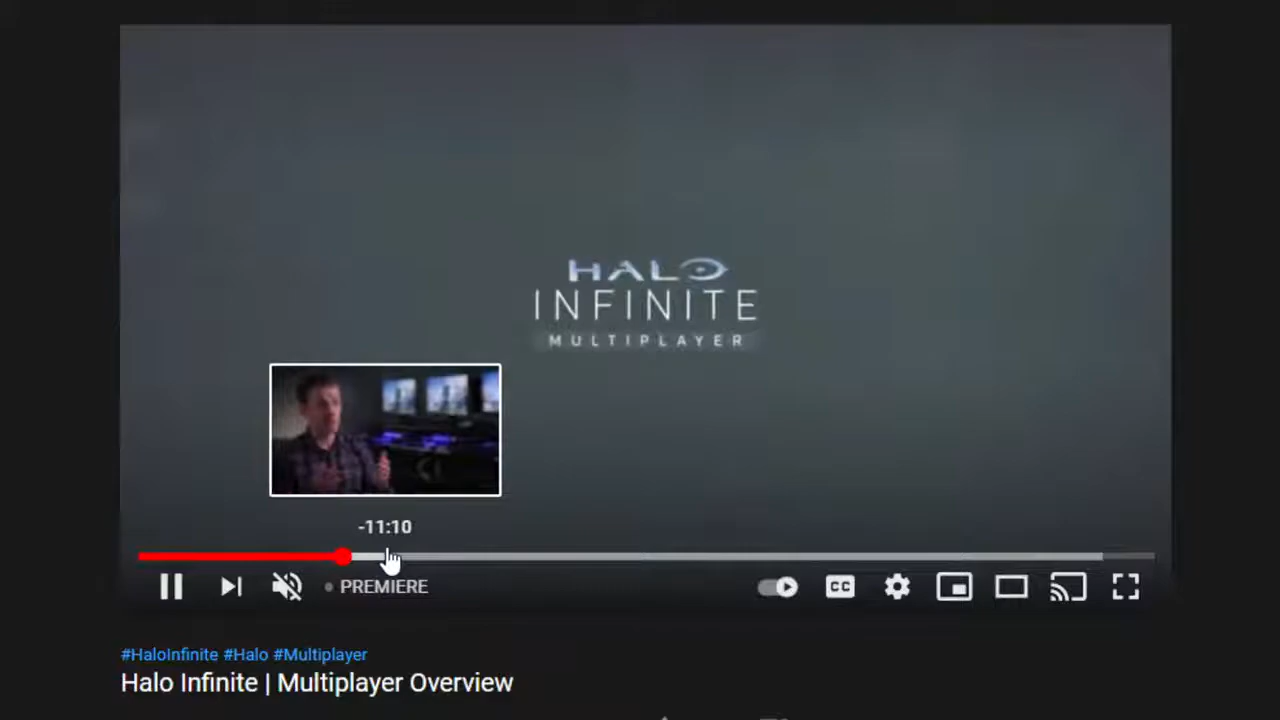 HALO
INFINITE
MULTIPLAYER
-11:10
PREMIERE
CC
#HaloInfinite #Halo #Multiplayer
Halo Infinite | Multiplayer Overview